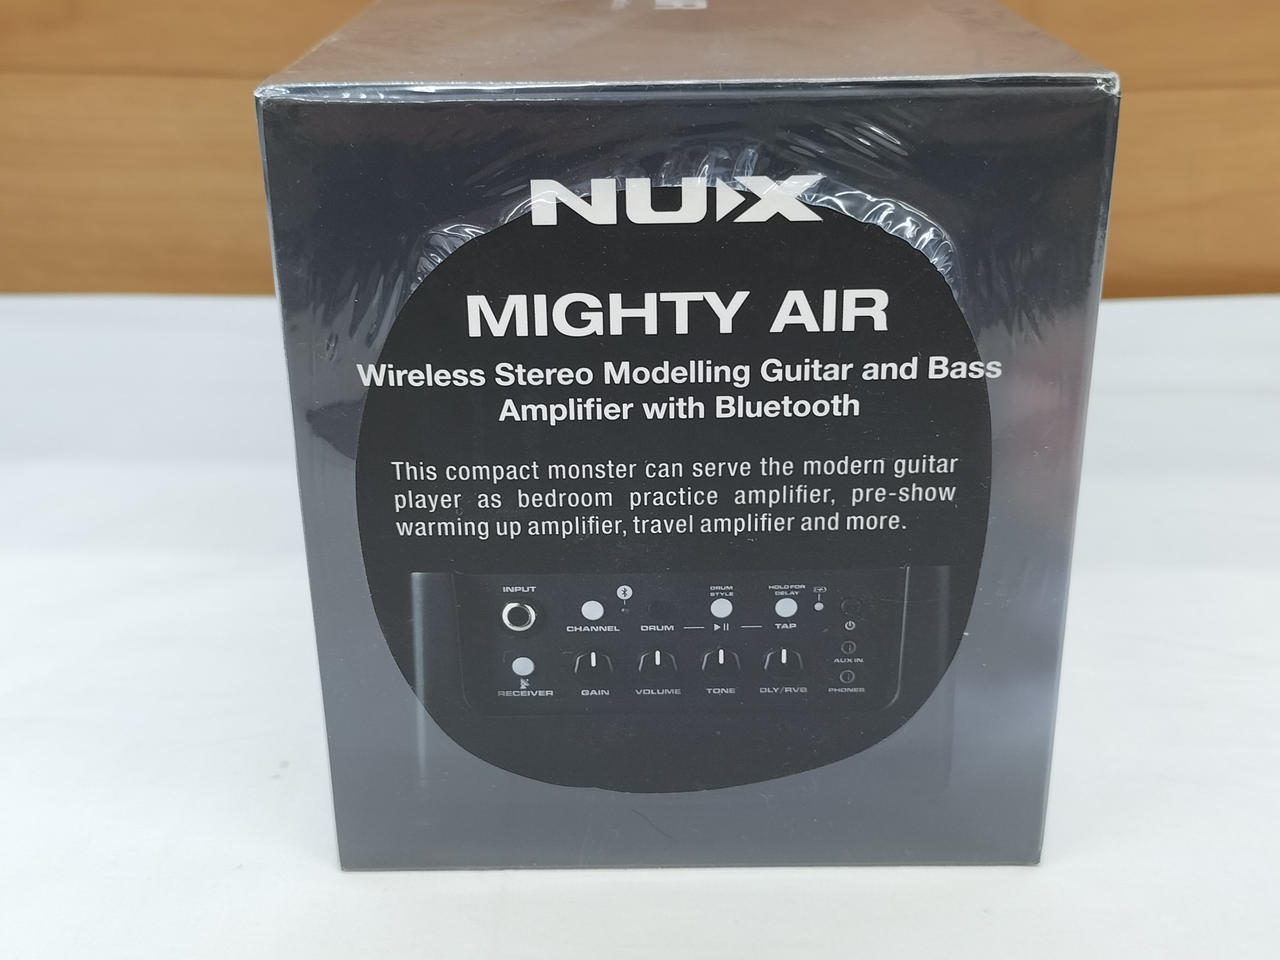 NUX
MIGHTY AIR
Wireless Stereo Modelling Guitar and Bass
Amplifier with Bluetooth
This compact monster can serve the modern guitar
player as bedroom practice amplifier, pre-show
warming up amplifier, travel amplifier and more.
INPUT
DRUM
STYLE
HOLD FOR
DELAY
CHANNEL
DRUM
TAP
AUX IN
RECEIVER
GAIN
VOLUME
TONE
DLY/RVB
PHONES